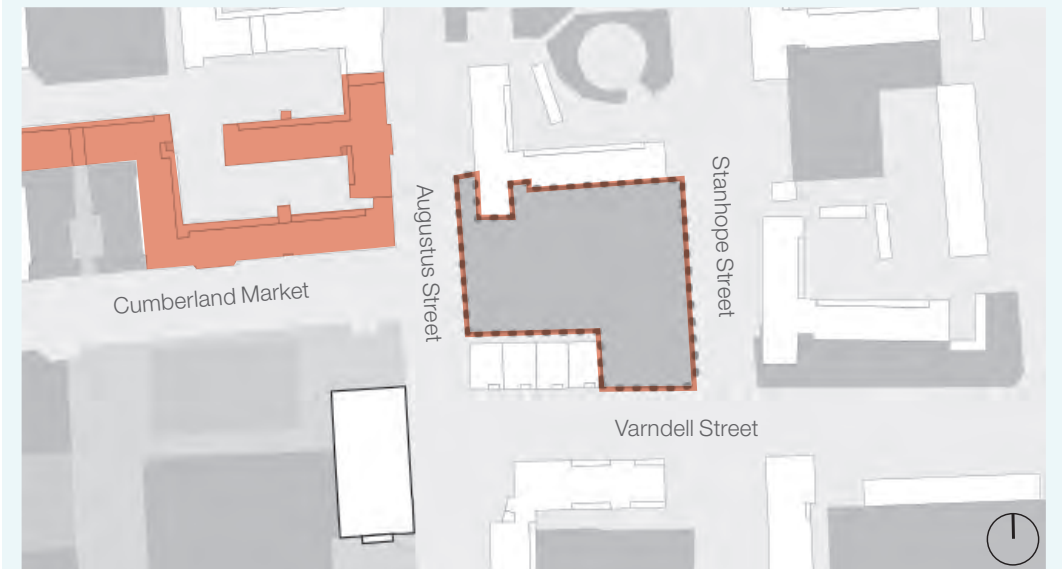 Stanhope Street
Augustus Street
Cumberland Market
Varndell Street